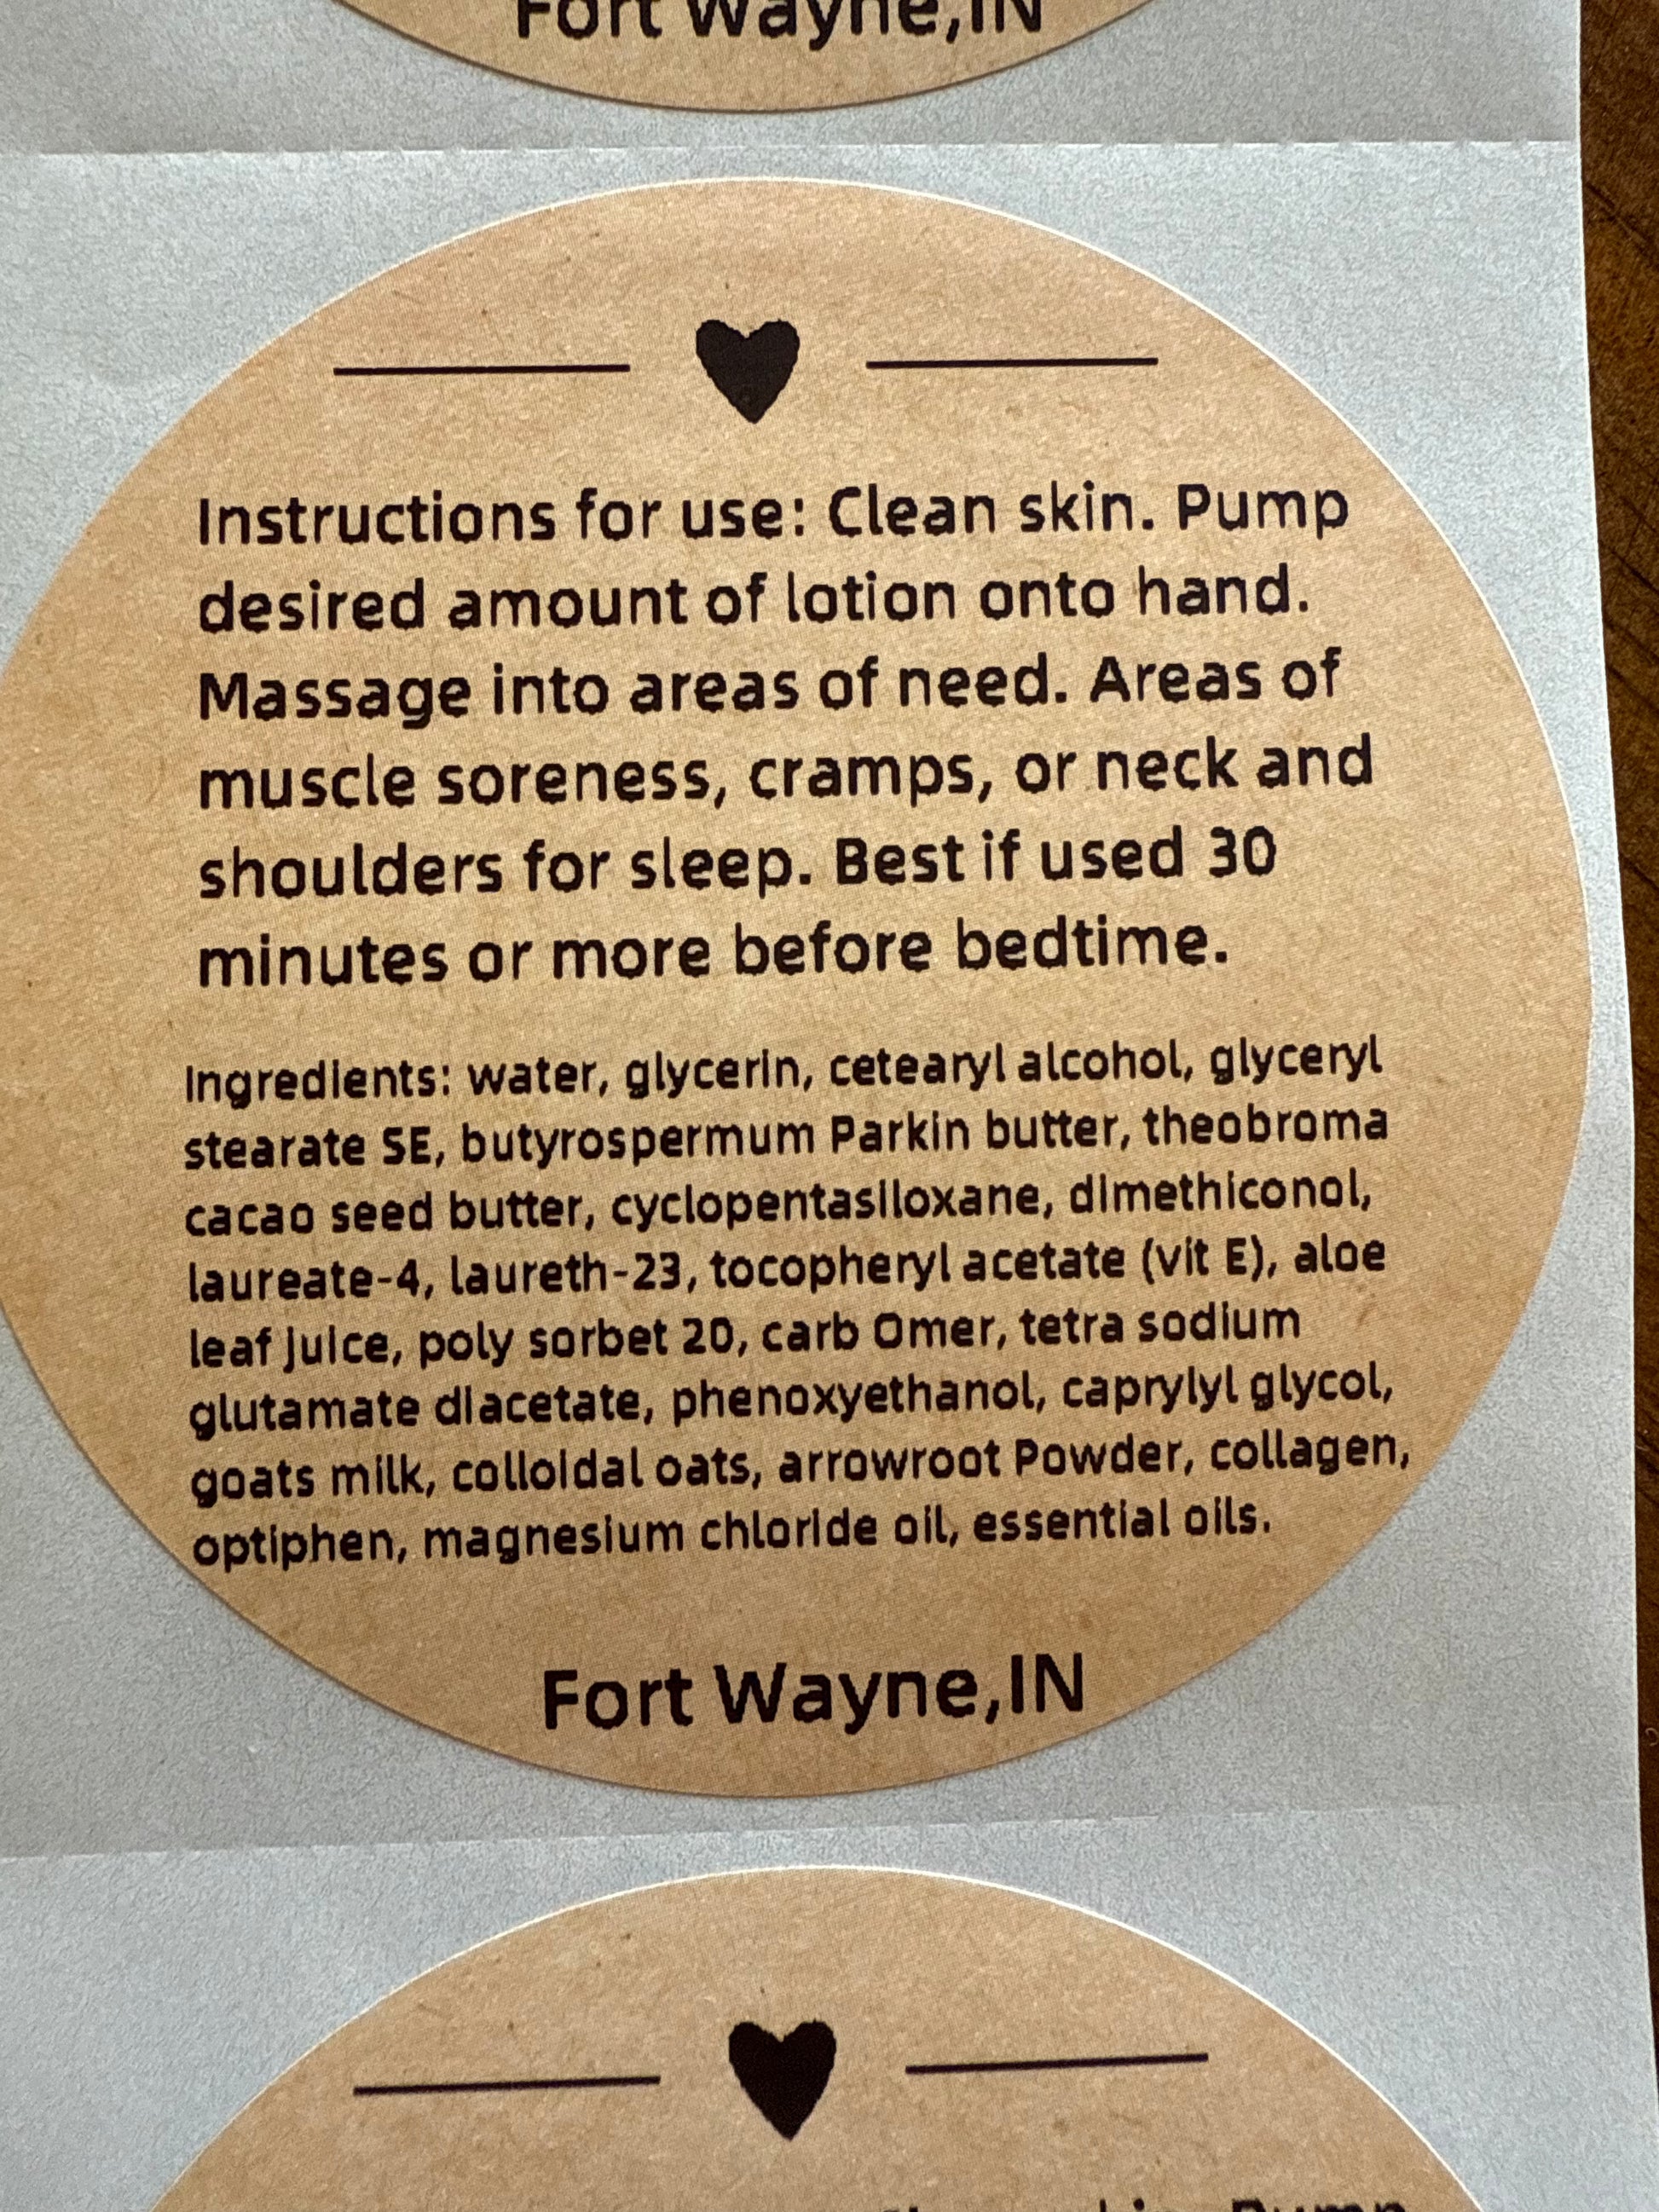 Fort Wayne,IN
Instructions for use: Clean skin. Pump
desired amount of lotion onto hand.
Massage into areas of need. Areas of
muscle soreness, cramps, or neck and
shoulders for sleep. Best if used 30
minutes or more before bedtime.
Ingredients: water, glycerin, cetearyl alcohol, glyceryl
stearate SE, butyrospermum Parkin butter, theobroma
cacao seed butter, cyclopentasiloxane, dimethiconol,
laureate-4, laureth-23, tocopheryl acetate (vit E), aloe
leaf juice, poly sorbet 20, carb Omer, tetra sodium
glutamate diacetate, phenoxyethanol, caprylyl glycol,
goats milk, colloidal oats, arrowroot Powder, collagen,
optiphen, magnesium chloride oil, essential oils.
Fort Wayne,IN